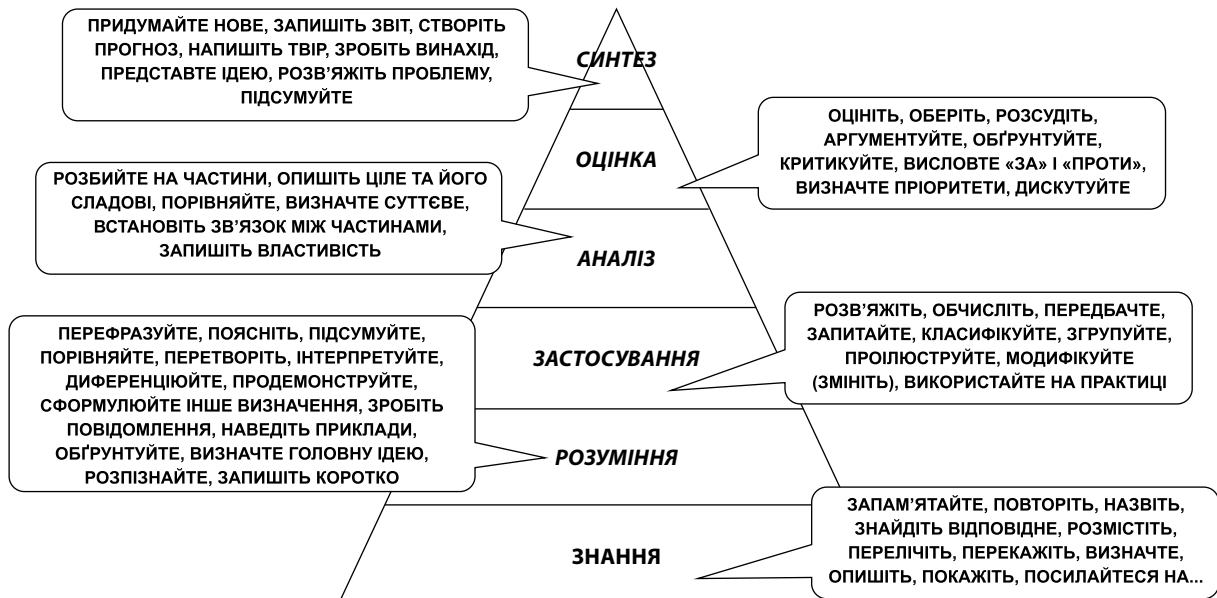 ПРИДУМАЙТЕ НОВЕ, ЗАПИШІТЬ ЗВІТ, СТВОРІТЬ
ПРОГНОЗ, НАПИШІТЬ ТВІР, ЗРОБІТЬ ВИНАХІД,
ПРЕДСТАВТЕ ІДЕЮ, РОЗВ’ЯЖІТЬ ПРОБЛЕМУ,
ПІДСУМУЙТЕ
СИНТЕЗ
ОЦІНІТЬ, ОБЕРІТЬ, РОЗСУДІТЬ,
АРГУМЕНТУЙТЕ, ОБҐРУНТУЙТЕ,
КРИТИКУЙТЕ, ВИСЛОВТЕ «ЗА» І «ПРОТИ»,
ВИЗНАЧТЕ ПРІОРИТЕТИ, ДИСКУТУЙТЕ
ОЦІНКА
РОЗБИЙТЕ НА ЧАСТИНИ, ОПИШІТЬ ЦІЛЕ ТА ЙОГО
СЛАДОВІ, ПОРІВНЯЙТЕ, ВИЗНАЧТЕ СУТТЄВЕ,
ВСТАНОВІТЬ ЗВ’ЯЗОК МІЖ ЧАСТИНАМИ,
ЗАПИШІТЬ ВЛАСТИВІСТЬ
АНАЛІЗ
РОЗВ’ЯЖІТЬ, ОБЧИСЛІТЬ, ПЕРЕДБАЧТЕ,
ЗАПИТАЙТЕ, КЛАСИФІКУЙТЕ, ЗГРУПУЙТЕ,
ПРОІЛЮСТРУЙТЕ, МОДИФІКУЙТЕ
(ЗМІНІТЬ), ВИКОРИСТАЙТЕ НА ПРАКТИЦІ
ЗАСТОСУВАННЯ
ПЕРЕФРАЗУЙТЕ, ПОЯСНІТЬ, ПІДСУМУЙТЕ,
ПОРІВНЯЙТЕ, ПЕРЕТВОРІТЬ, ІНТЕРПРЕТУЙТЕ,
ДИФЕРЕНЦІЮЙТЕ, ПРОДЕМОНСТРУЙТЕ,
СФОРМУЛЮЙТЕ ІНШЕ ВИЗНАЧЕННЯ, ЗРОБІТЬ
ПОВІДОМЛЕННЯ, НАВЕДІТЬ ПРИКЛАДИ,
ОБҐРУНТУЙТЕ, ВИЗНАЧТЕ ГОЛОВНУ ІДЕЮ,
РОЗПІЗНАЙТЕ, ЗАПИШІТЬ КОРОТКО
РОЗУМІННЯ
ЗАПАМ’ЯТАЙТЕ, ПОВТОРІТЬ, НАЗВІТЬ,
ЗНАЙДІТЬ ВІДПОВІДНЕ, РОЗМІСТІТЬ,
ПЕРЕЛІЧІТЬ, ПЕРЕКАЖІТЬ, ВИЗНАЧТЕ,
ОПИШІТЬ, ПОКАЖІТЬ, ПОСИЛАЙТЕСЯ НА...
ЗНАННЯ